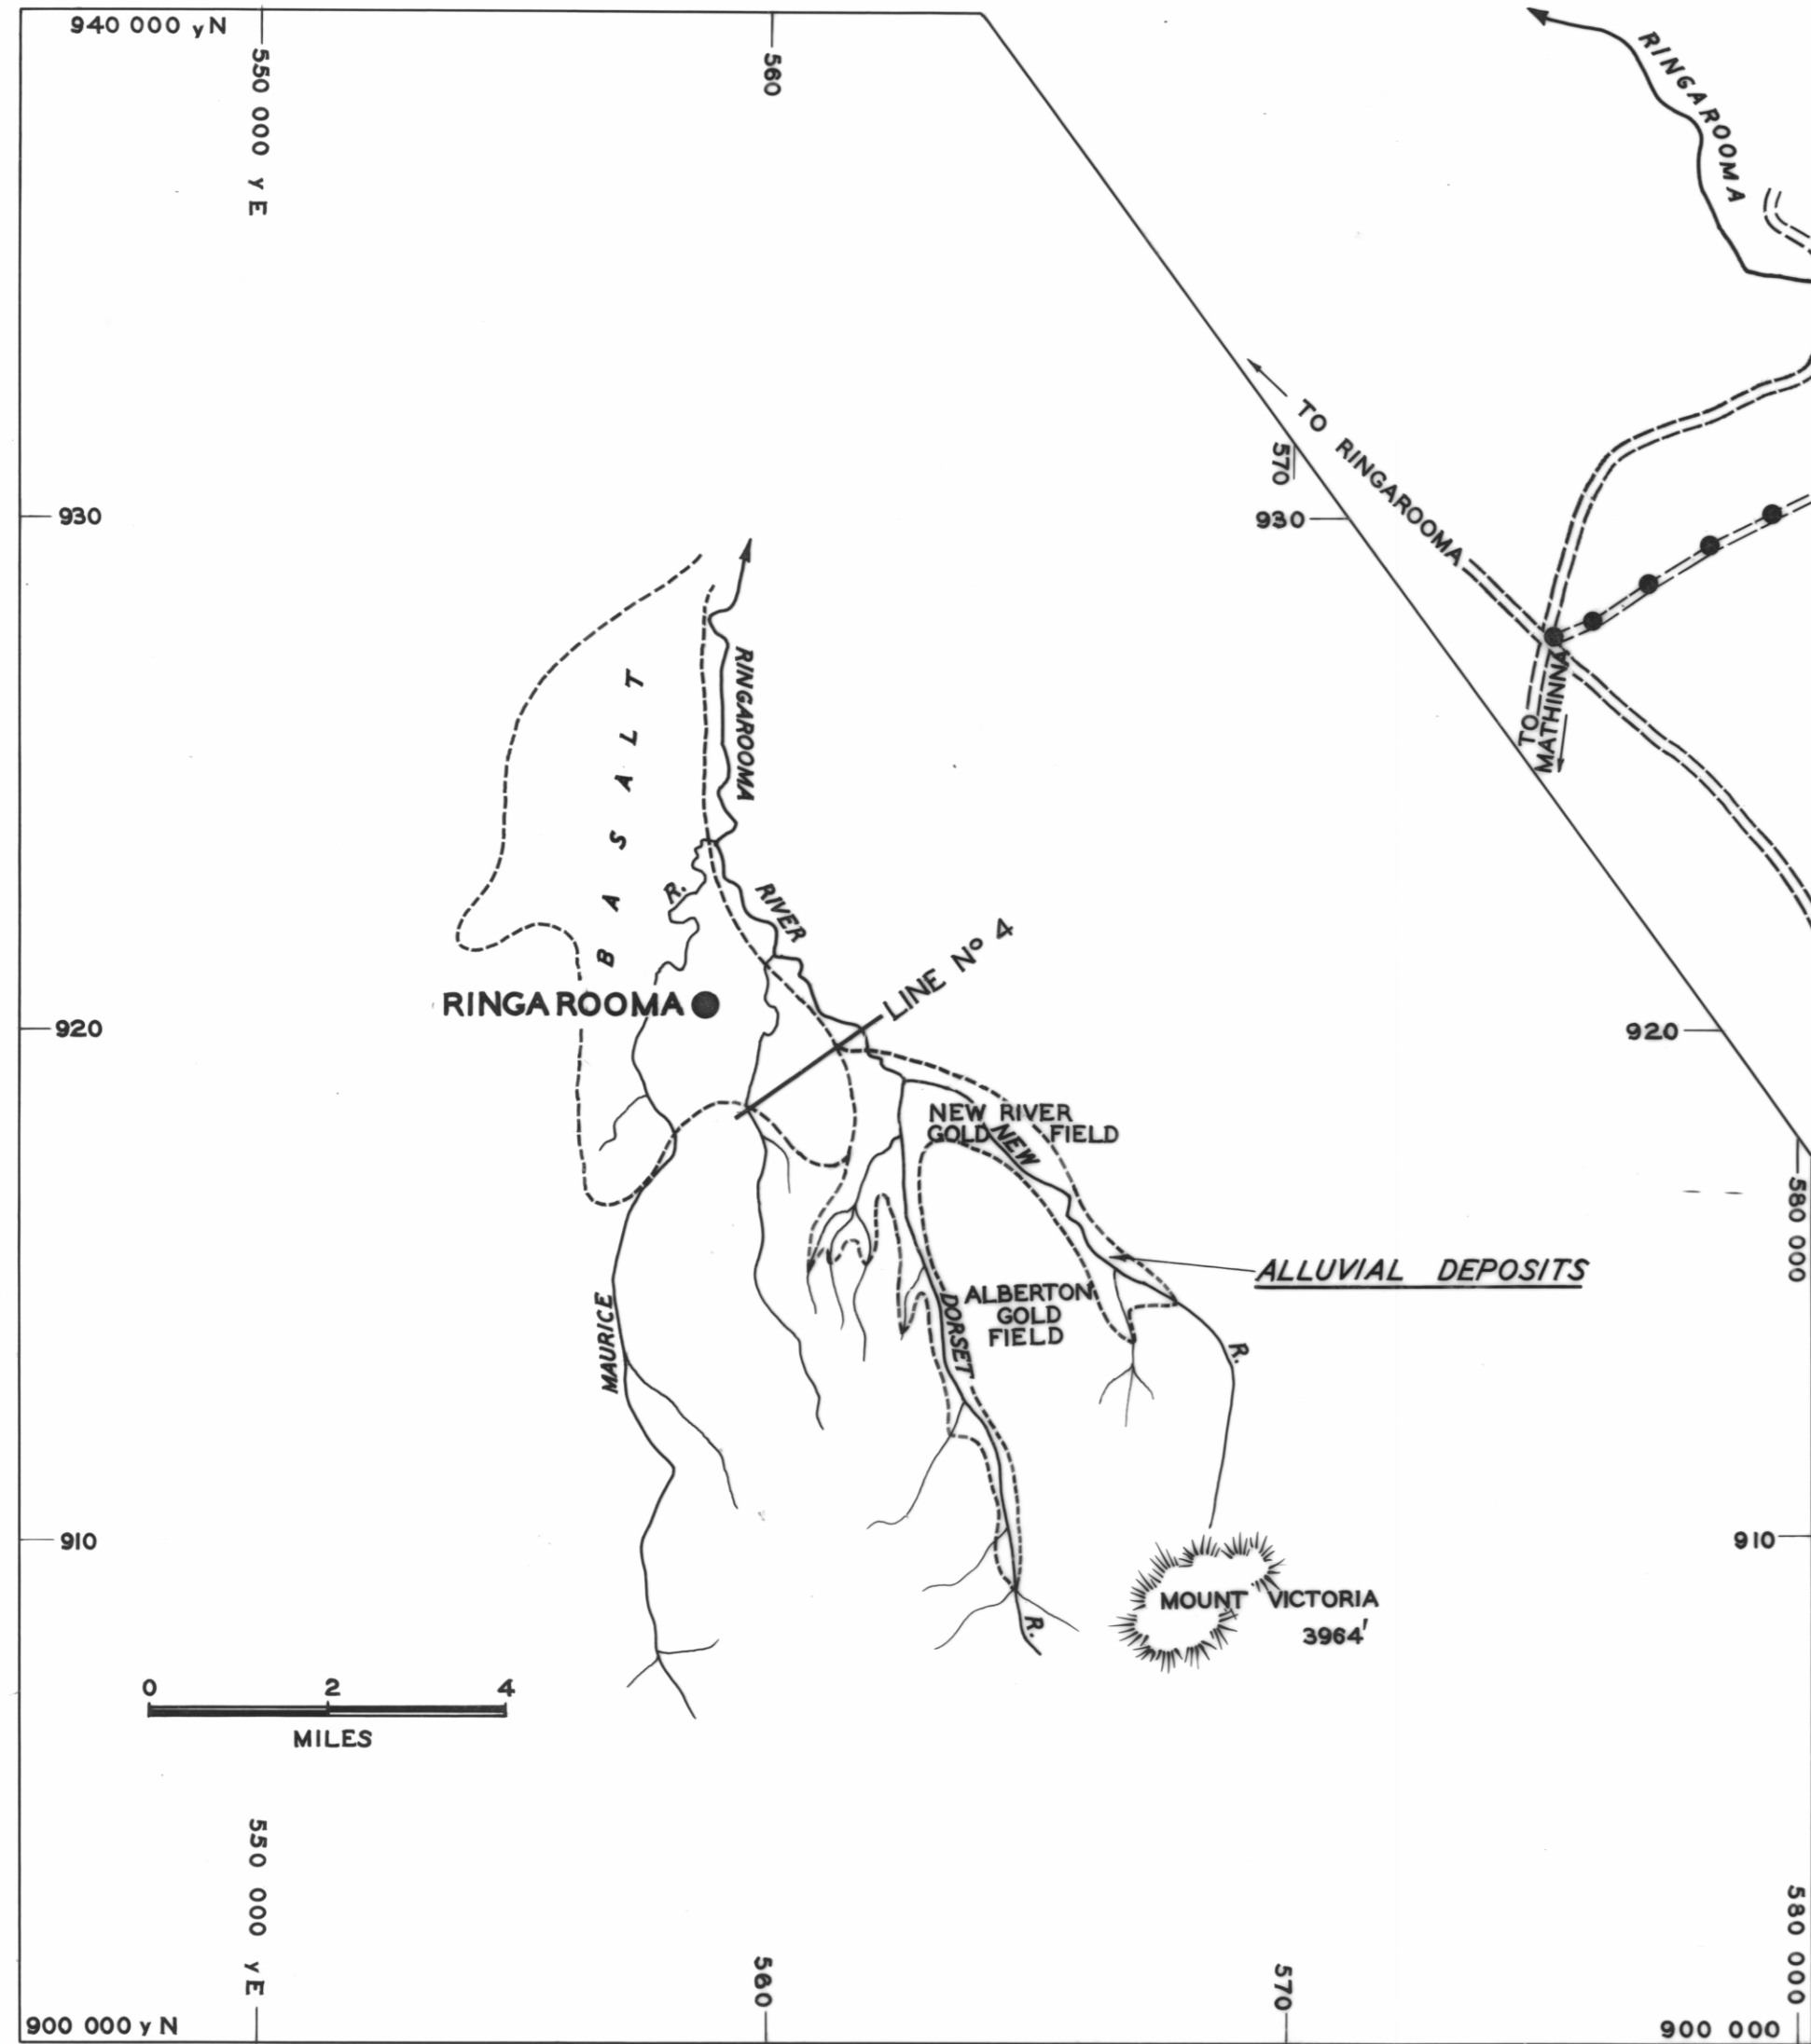 940 000 yN
550 000 yE
560
RINGAROOMA
TO RINGAROOMA
570
930
930
TO
MATHINNA
BASALT
RINGAROOMA
R.
RIVER
LINE Nº 4
RINGAROOMA
920
920
NEW RIVER
GOLD FIELD
NEW
580 000
ALLUVIAL DEPOSITS
ALBERTON
GOLD
FIELD
DORSET
MAURICE
R.
910
910
MOUNT VICTORIA
3964'
R.
0 2 4
MILES
550 000 yE
560
570
580 000
900 000 yN
900 000